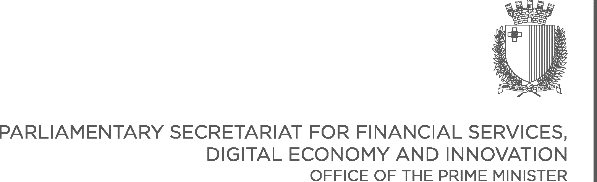 PARLIAMENTARY SECRETARIAT FOR FINANCIAL SERVICES,
DIGITAL ECONOMY AND INNOVATION
OFFICE OF THE PRIME MINISTER